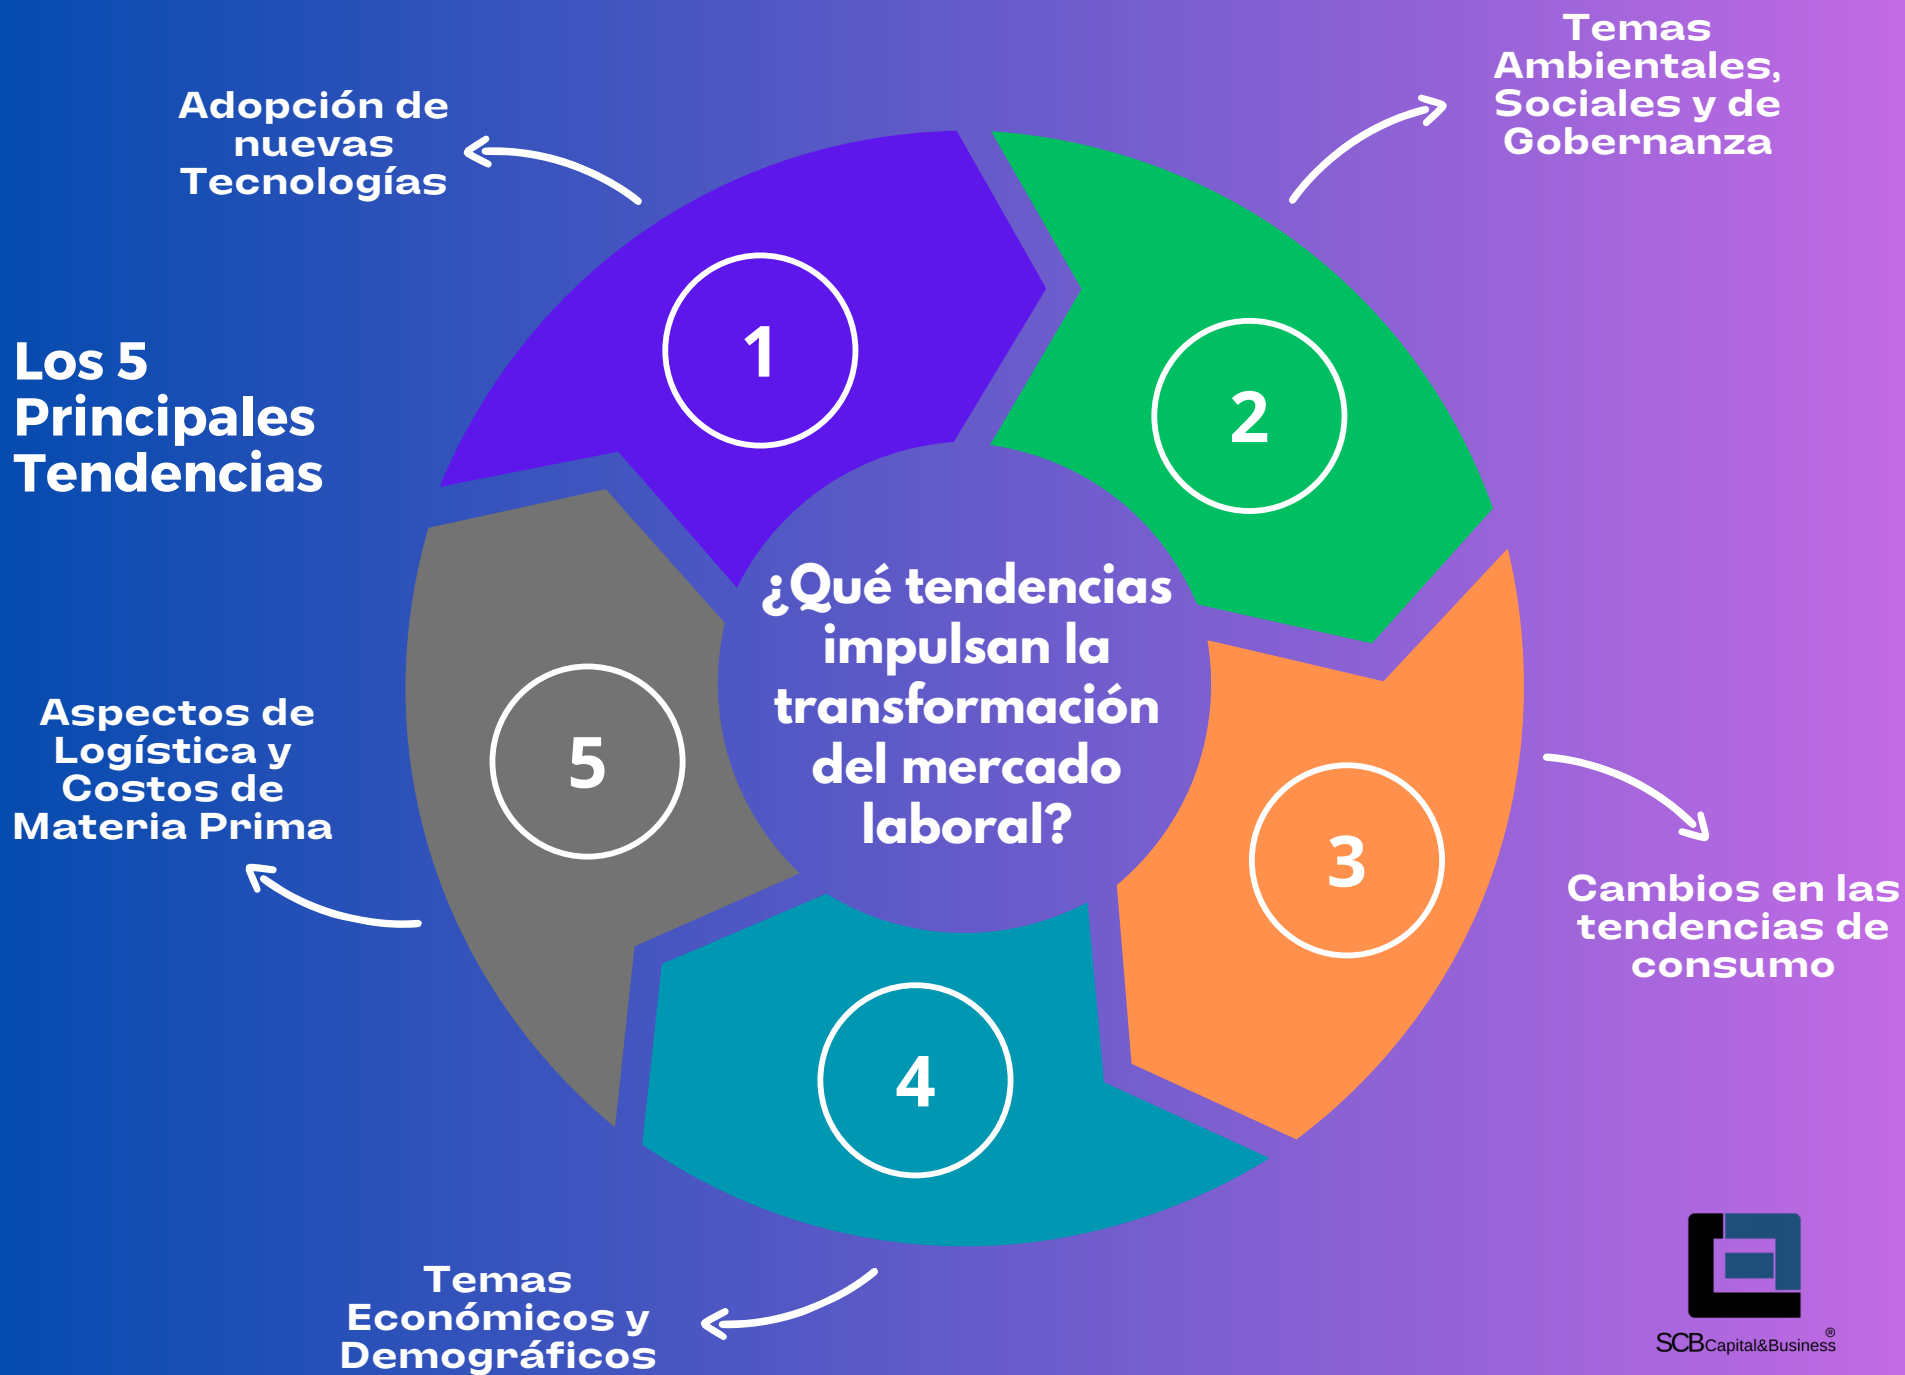 Los 5
Principales
Tendencias
¿Qué tendencias
impulsan la
transformación
del mercado
laboral?
1
Adopción de
nuevas
Tecnologías
2
Temas
Ambientales,
Sociales y de
Gobernanza
3
Cambios en las
tendencias de
consumo
4
Temas
Económicos y
Demográficos
5
Aspectos de
Logística y
Costos de
Materia Prima
SCBCapital&Business®